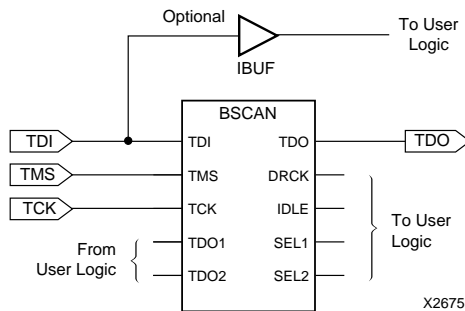 Optional
To User
Logic
IBUF
BSCAN
TDI TDI TDO TDO
TMS TMS DRCK
TCK TCK IDLE
To User
Logic
From
User Logic
TDO1 SEL1
TDO2 SEL2
X2675